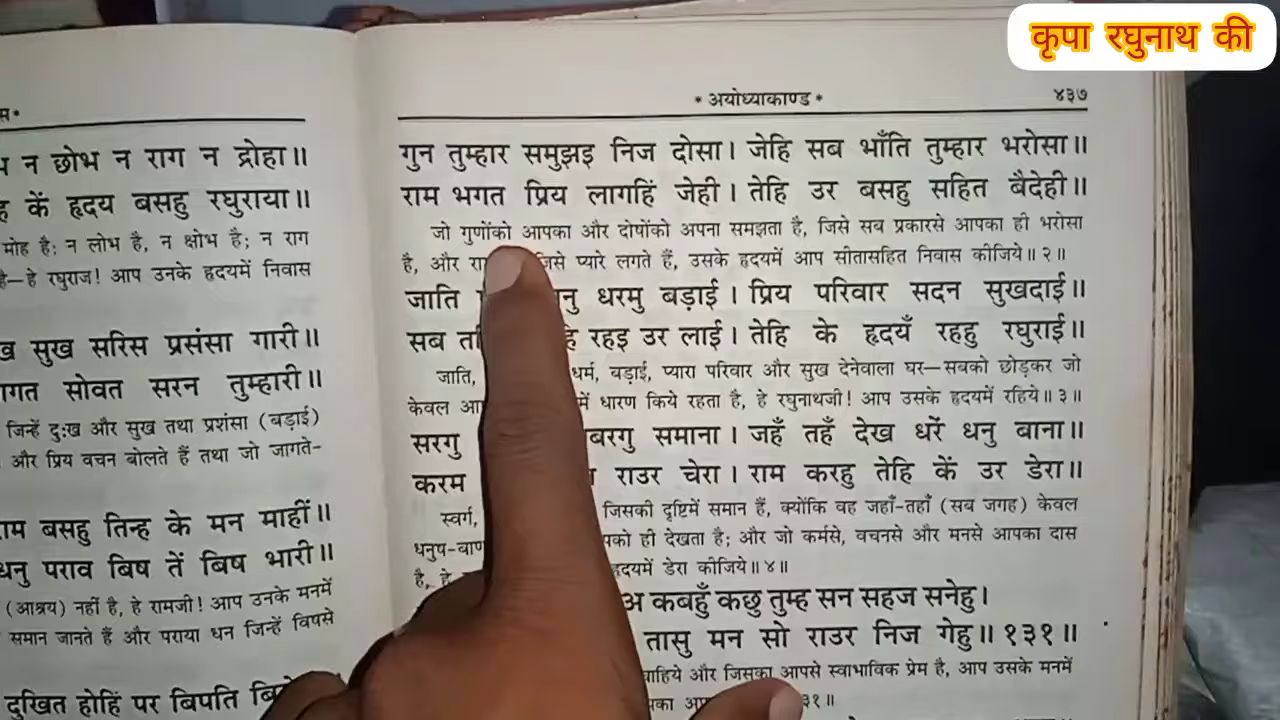 कृपा रघुनाथ की
न छोभ न राग न द्रोहा॥
कें हृदय बसहु रघुराया॥
मोह है; न लोभ है, न क्षोभ है; न राग
है—हे रघुराज! आप उनके हृदयमें निवास
सुख सरिस प्रसंसा गारी॥
सोवत सरन तुम्हारी॥
जिन्हें दुःख और सुख तथा प्रशंसा (बड़ाई)
और प्रिय वचन बोलते हैं तथा जो जागते-
बसहु तिन्ह के मन माहीं॥
धनु पराव बिष तें बिष भारी॥
(आश्रय) नहीं है, हे रामजी! आप उनके मनमें
समान जानते हैं और पराया धन जिन्हें विषसे
दुखित होहिं पर बिपति
* अयोध्याकाण्ड *
४३७
गुन तुम्हार समुझइ निज दोसा। जेहि सब भाँति तुम्हार भरोसा॥
राम भगत प्रिय लागहिं जेही। तेहि उर बसहु सहित बैदेही॥
जो गुणोंको आपका और दोषोंको अपना समझता है, जिसे सब प्रकारसे आपका ही भरोसा
है, और जिसे प्यारे लगते हैं, उसके हृदयमें आप सीतासहित निवास कीजिये॥२॥
जाति धरमु बड़ाई। प्रिय परिवार सदन सुखदाई॥
सब रहइ उर लाई। तेहि के हृदयँ रहहु रघुराई॥
जाति, धर्म, बड़ाई, प्यारा परिवार और सुख देनेवाला घर—सबको छोड़कर जो
केवल धारण किये रहता है, हे रघुनाथजी! आप उसके हृदयमें रहिये॥३॥
सरगु समाना। जहँ तहँ देख धरें धनु बाना॥
करम राउर चेरा। राम करहु तेहि कें उर डेरा॥
स्वर्ग, जिसकी दृष्टिमें समान हैं, क्योंकि वह जहाँ-तहाँ (सब जगह) केवल
ही देखता है; और जो कर्मसे, वचनसे और मनसे आपका दास
है, डेरा कीजिये॥४॥
कबहुँ कछु तुम्ह सन सहज सनेहु।
तासु मन सो राउर निज गेहु॥१३१॥
और जिसका आपसे स्वाभाविक प्रेम है, आप उसके मनमें